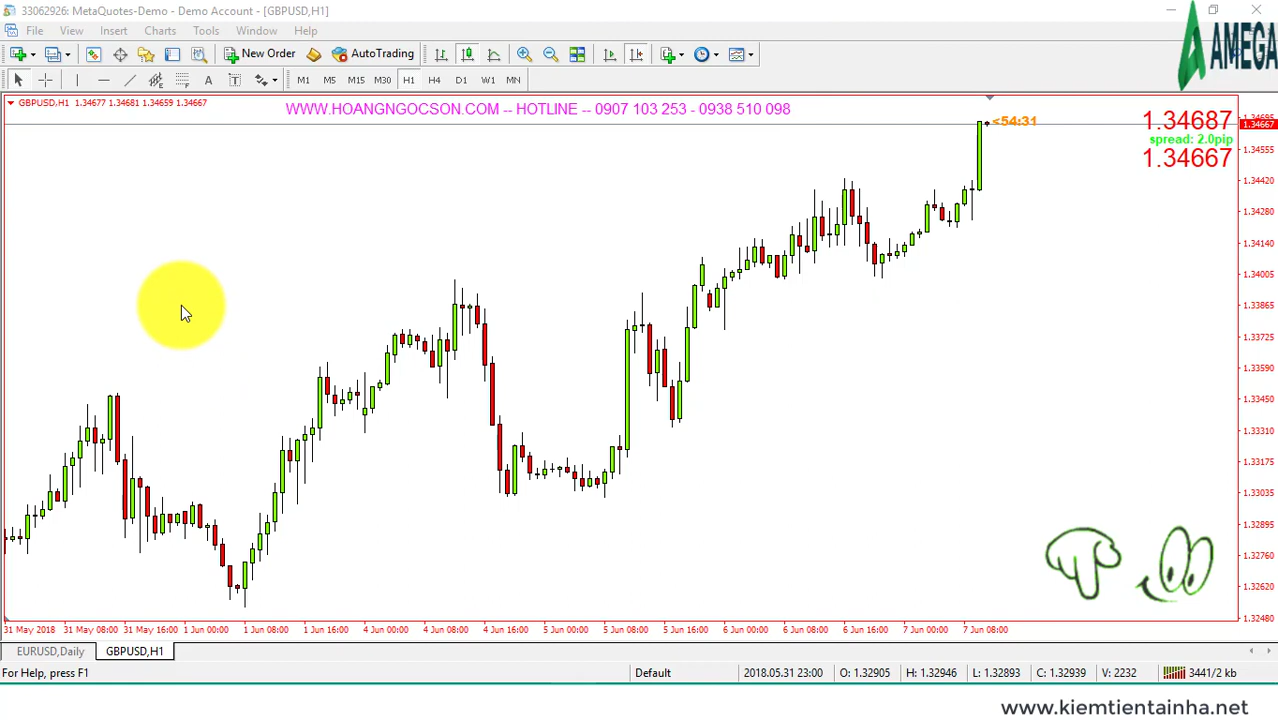 33062926: MetaQuotes-Demo - Demo Account - [GBPUSD,H1]
File View Insert Charts Tools Window Help
New Order AutoTrading
A T M1 M5 M15 M30 H1 H4 D1 W1 MN
AMEGA
GBPUSD,H1 1.34677 1.34681 1.34659 1.34667
WWW.HOANGNGOCSON.COM -- HOTLINE -- 0907 103 253 - 0938 510 098
<54:31
1.34687
spread: 2.0pip
1.34667
1.34695
1.34667
1.34555
1.34420
1.34280
1.34140
1.34005
1.33865
1.33725
1.33590
1.33450
1.33310
1.33175
1.33035
1.32895
1.32760
1.32620
1.32480
31 May 2018 31 May 08:00 31 May 16:00 1 Jun 00:00 1 Jun 08:00 1 Jun 16:00 4 Jun 00:00 4 Jun 08:00 4 Jun 16:00 5 Jun 00:00 5 Jun 08:00 5 Jun 16:00 6 Jun 00:00 6 Jun 08:00 6 Jun 16:00 7 Jun 00:00 7 Jun 08:00
EURUSD,Daily GBPUSD,H1
For Help, press F1 Default 2018.05.31 23:00 O: 1.32905 H: 1.32946 L: 1.32893 C: 1.32939 V: 2232 3441/2 kb
www.kiemtientainha.net